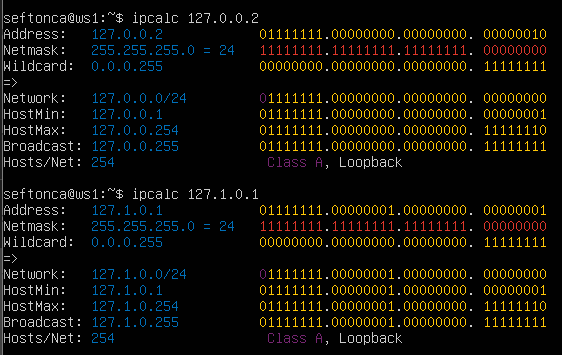 seftonca@ws1:~$ ipcalc 127.0.0.2
Address:   127.0.0.2            01111111.00000000.00000000. 00000010
Netmask:   255.255.255.0 = 24   11111111.11111111.11111111. 00000000
Wildcard:  0.0.0.255            00000000.00000000.00000000. 11111111
=>
Network:   127.0.0.0/24         01111111.00000000.00000000. 00000000
HostMin:   127.0.0.1            01111111.00000000.00000000. 00000001
HostMax:   127.0.0.254          01111111.00000000.00000000. 11111110
Broadcast: 127.0.0.255          01111111.00000000.00000000. 11111111
Hosts/Net: 254                   Class A, Loopback
seftonca@ws1:~$ ipcalc 127.1.0.1
Address:   127.1.0.1            01111111.00000001.00000000. 00000001
Netmask:   255.255.255.0 = 24   11111111.11111111.11111111. 00000000
Wildcard:  0.0.0.255            00000000.00000000.00000000. 11111111
=>
Network:   127.1.0.0/24         01111111.00000001.00000000. 00000000
HostMin:   127.1.0.1            01111111.00000001.00000000. 00000001
HostMax:   127.1.0.254          01111111.00000001.00000000. 11111110
Broadcast: 127.1.0.255          01111111.00000001.00000000. 11111111
Hosts/Net: 254                   Class A, Loopback